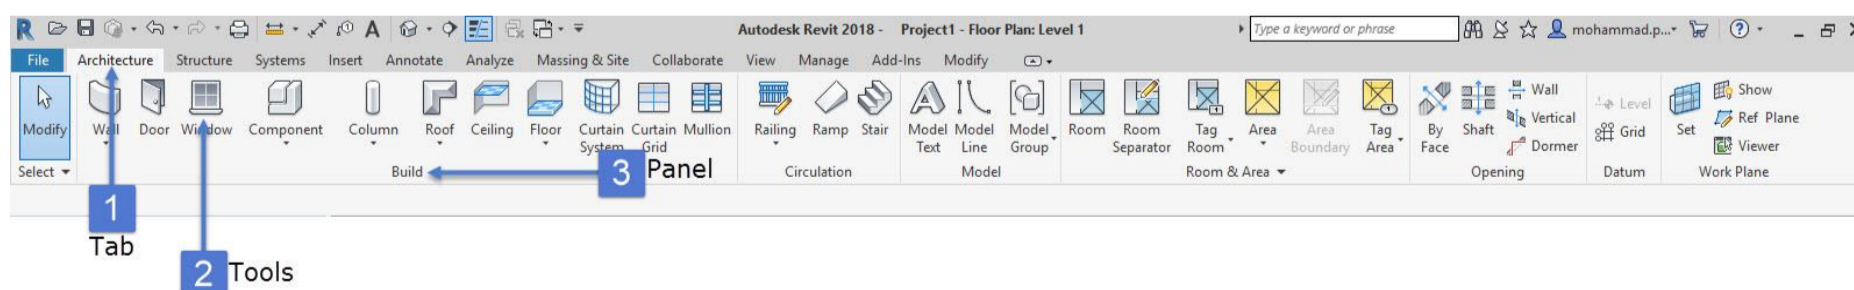 R A Autodesk Revit 2018 - Project1 - Floor Plan: Level 1 Type a keyword or phrase mohammad.p...
File Architecture Structure Systems Insert Annotate Analyze Massing & Site Collaborate View Manage Add-Ins Modify
Modify Wall Door Window Component Column Roof Ceiling Floor Curtain System Curtain Grid Mullion Railing Ramp Stair Model Text Model Line Model Group Room Room Separator Tag Room Area Area Boundary Tag Area By Face Shaft Wall Vertical Dormer Level Grid Set Show Ref Plane Viewer
Select Build Circulation Model Room & Area Opening Datum Work Plane
3 Panel
1
Tab
2 Tools